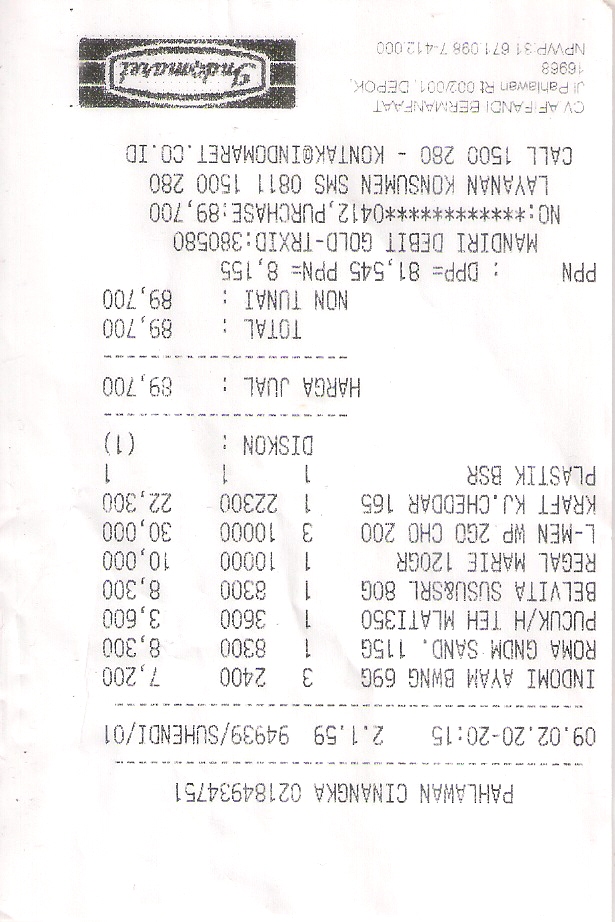 PAHLAWAN CINANGKA 02184934751
09.02.20-20:15 2.1.59 94939/SUHENDI/01
INDOMI AYAM BWNG 69G 3 2400 7,200
ROMA GNDM SAND. 115G 1 8300 8,300
PUCUK/H TEH MLATI350 1 3600 3,600
BELVITA SUSU&SRL 80G 1 8300 8,300
REGAL MARIE 120GR 1 10000 10,000
L-MEN WP 2GO CHO 200 3 10000 30,000
KRAFT KJ.CHEDDAR 165 1 22300 22,300
PLASTIK BSR 1 1 1
DISKON : (1)
HARGA JUAL : 89,700
TOTAL : 89,700
NON TUNAI : 89,700
PPN : DPP= 81,545 PPN= 8,155
MANDIRI DEBIT GOLD-TRXID:380580
NO:************0412,PURCHASE:89,700
LAYANAN KONSUMEN SMS 0811 1500 280
CALL 1500 280 - KONTAK@INDOMARET.CO.ID
CV AFIFANDI BERMANFAAT
Jl Pahlawan Rt 002/001, DEPOK,
16968
NPWP:31.671.098.7-412.000
Indomaret